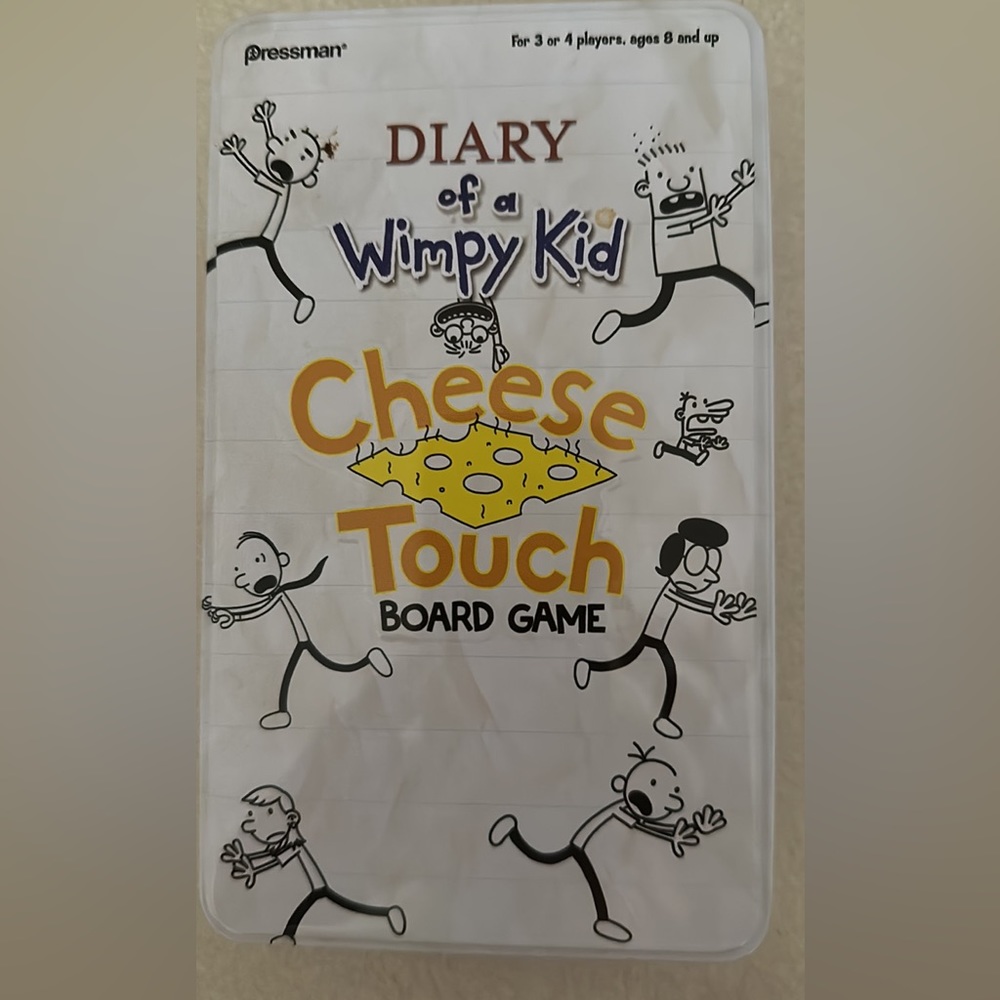 Pressman®
For 3 or 4 players, ages 8 and up
DIARY
of a
Wimpy Kid
Cheese
Touch
BOARD GAME